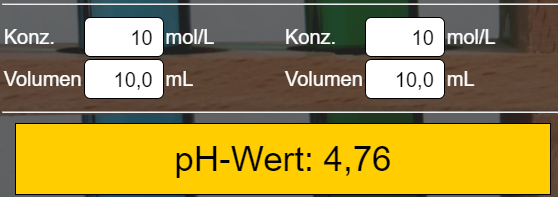 Konz. 10 mol/L Konz. 10 mol/L
Volumen 10,0 mL Volumen 10,0 mL
pH-Wert: 4,76